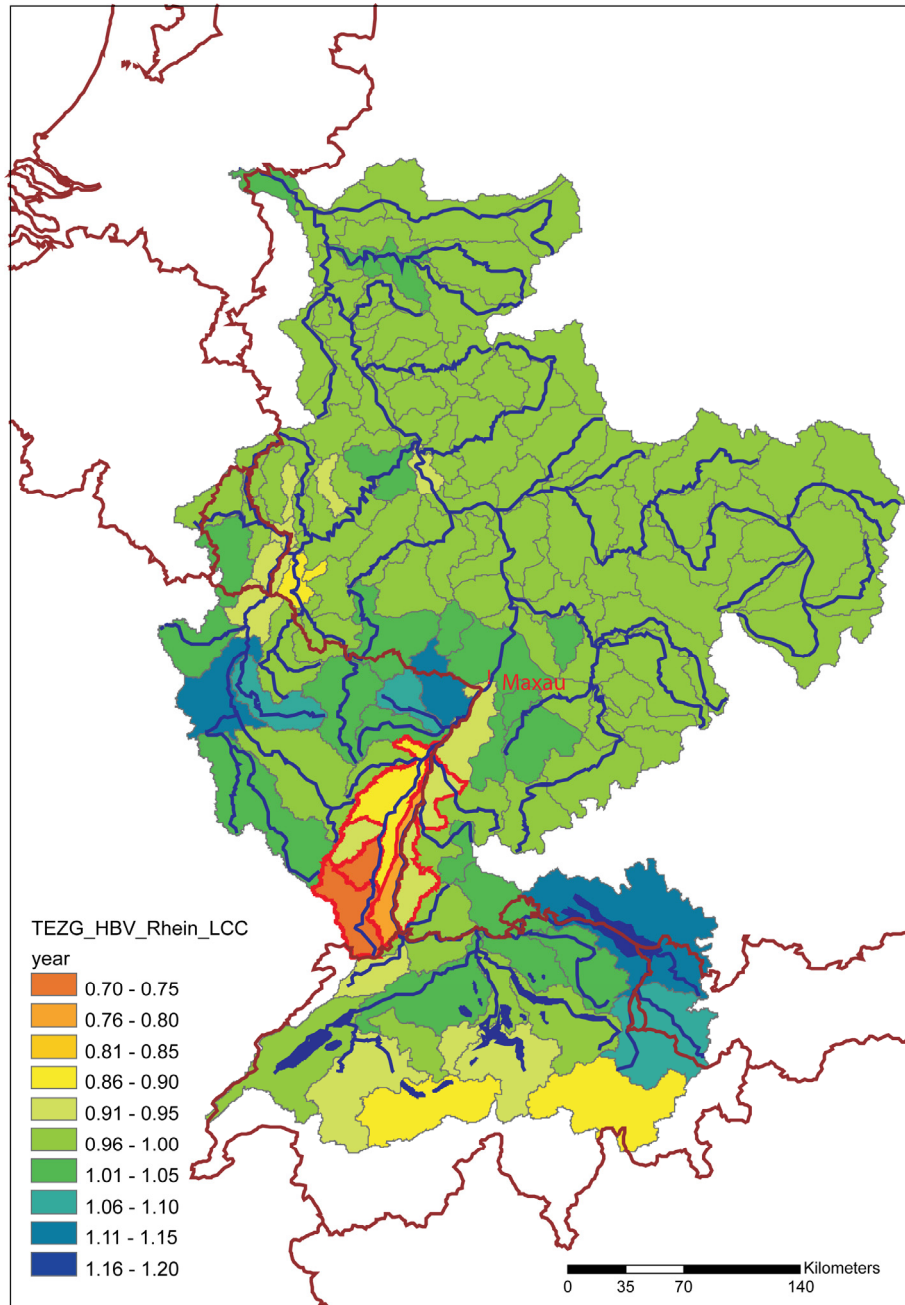 Maxau
TEZG_HBV_Rhein_LCC
year
0.70 - 0.75
0.76 - 0.80
0.81 - 0.85
0.86 - 0.90
0.91 - 0.95
0.96 - 1.00
1.01 - 1.05
1.06 - 1.10
1.11 - 1.15
1.16 - 1.20
Kilometers
0 35 70 140